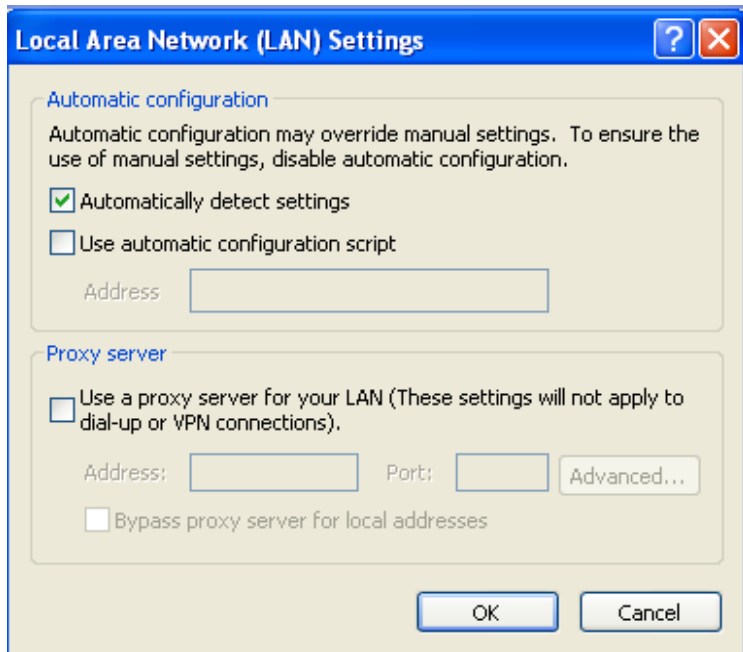 Local Area Network (LAN) Settings
Automatic configuration
Automatic configuration may override manual settings.  To ensure the
use of manual settings, disable automatic configuration.
Automatically detect settings
Use automatic configuration script
Address
Proxy server
Use a proxy server for your LAN (These settings will not apply to
dial-up or VPN connections).
Address: Port: Advanced...
Bypass proxy server for local addresses
OK Cancel